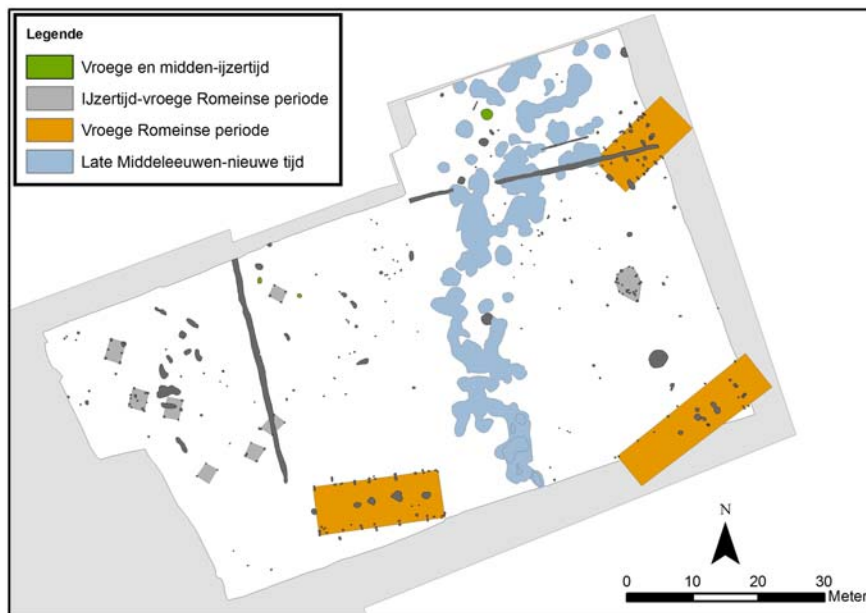 Legende
Vroege en midden-ijzertijd
IJzertijd-vroege Romeinse periode
Vroege Romeinse periode
Late Middeleeuwen-nieuwe tijd
N
0 10 20 30
Meter